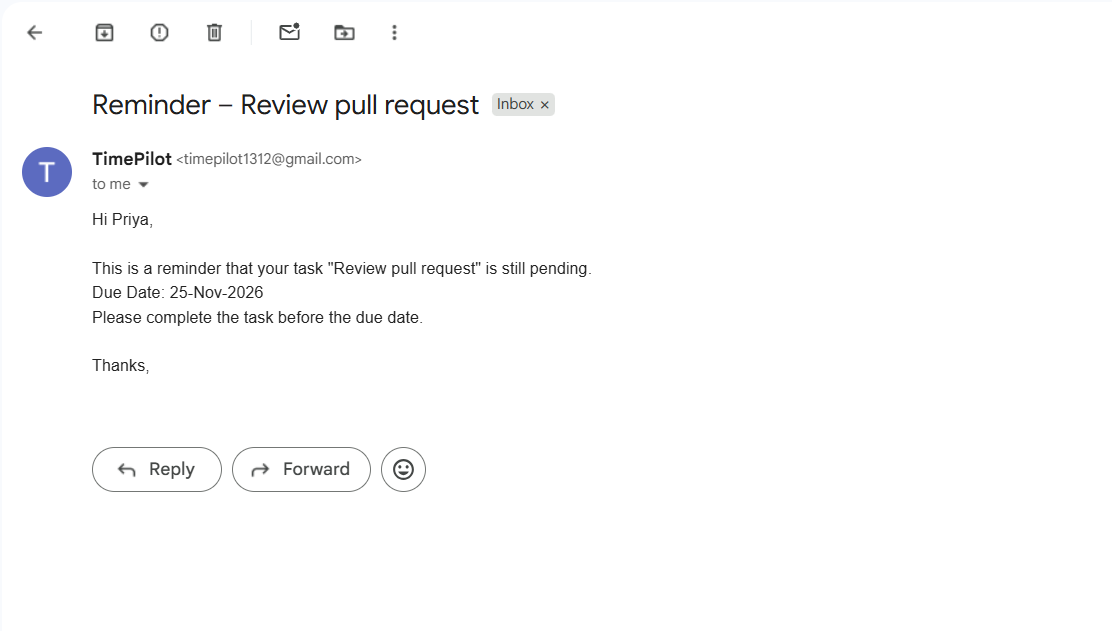 Reminder – Review pull request Inbox ×
T
TimePilot <timepilot1312@gmail.com>
to me
Hi Priya,
This is a reminder that your task "Review pull request" is still pending.
Due Date: 25-Nov-2026
Please complete the task before the due date.
Thanks,
Reply Forward